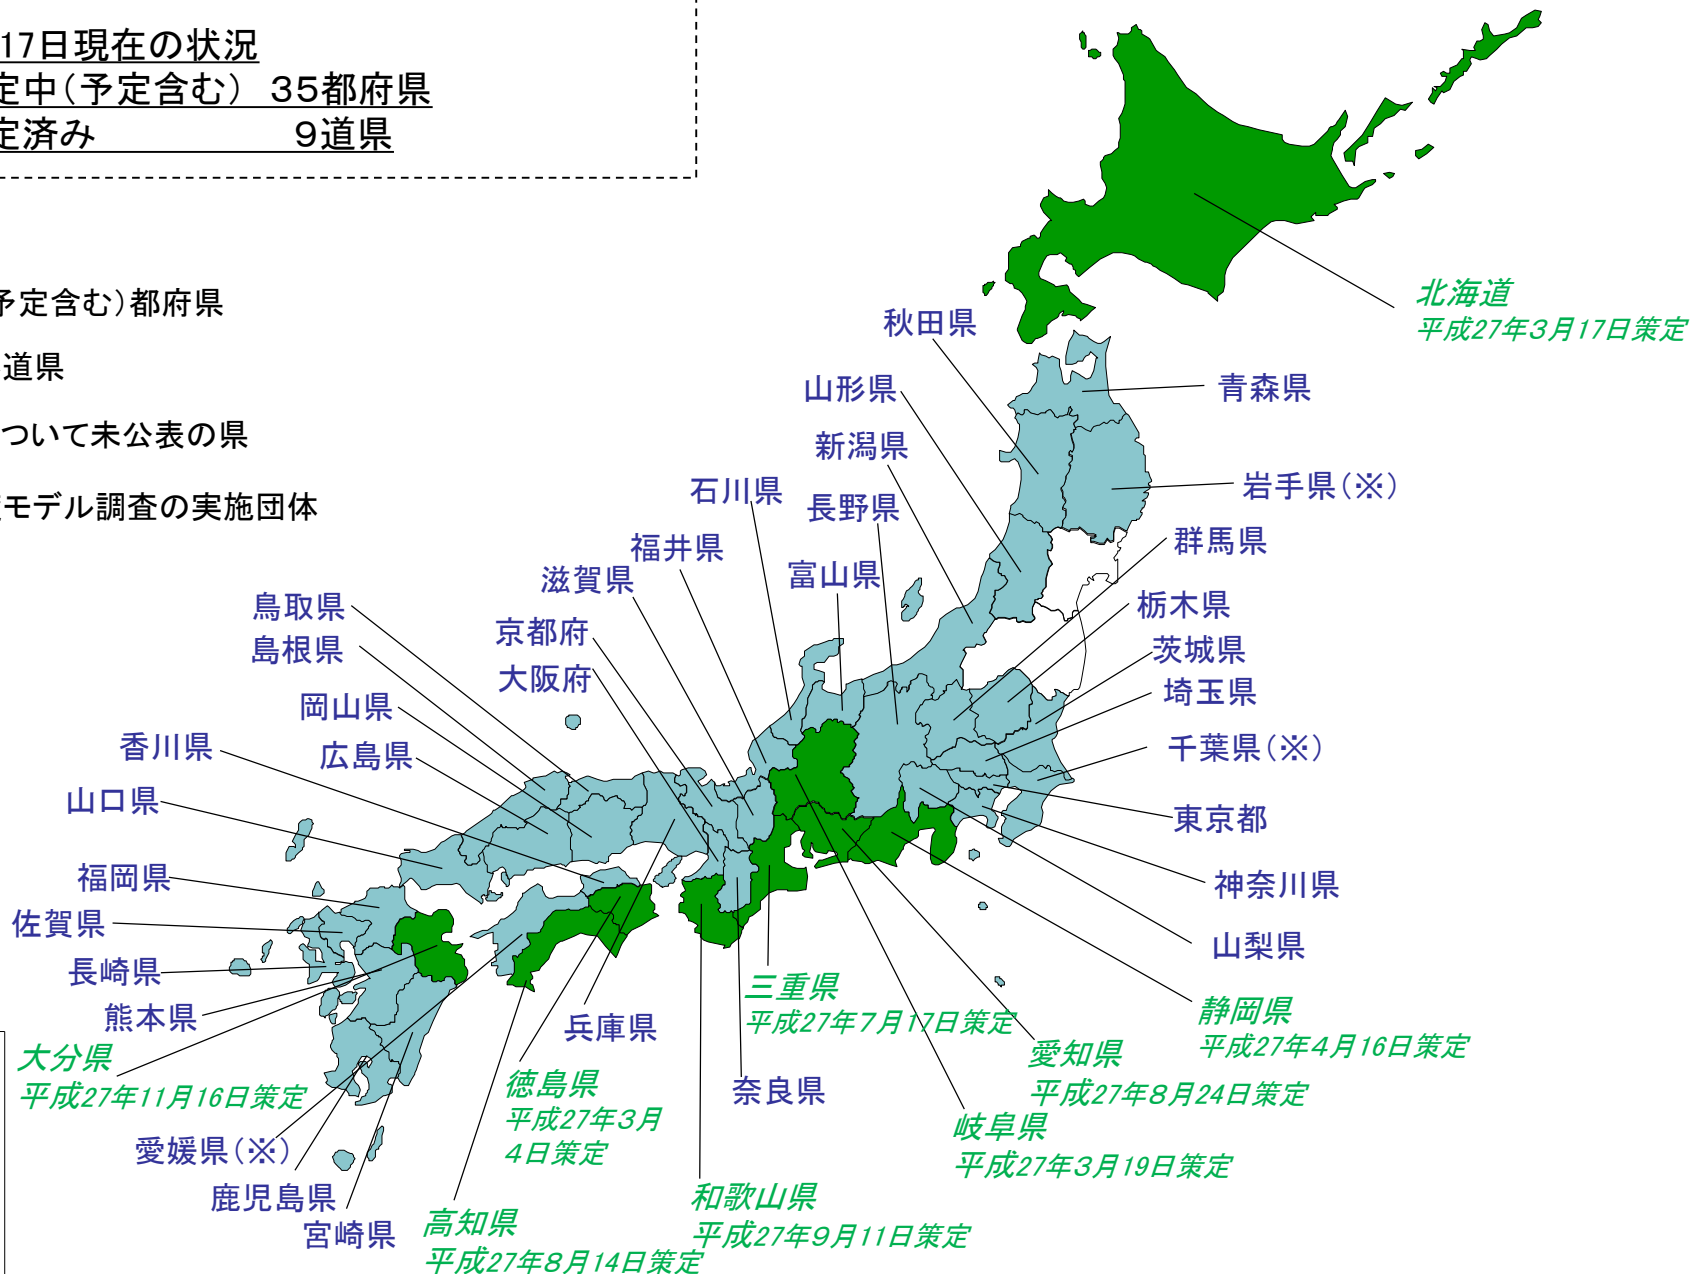 17日現在の状況
定中（予定含む） 35都府県
定済み 9道県
予定含む）都府県
道県
ついて未公表の県
モデル調査の実施団体
北海道
平成27年3月17日策定
秋田県
青森県
山形県
新潟県
岩手県（※）
石川県
長野県
群馬県
福井県
富山県
滋賀県
栃木県
鳥取県
京都府
島根県
茨城県
大阪府
埼玉県
岡山県
香川県
千葉県（※）
広島県
山口県
東京都
福岡県
神奈川県
佐賀県
山梨県
長崎県
三重県
平成27年7月17日策定
静岡県
平成27年4月16日策定
熊本県
兵庫県
愛知県
平成27年8月24日策定
大分県
平成27年11月16日策定
徳島県
平成27年3月
4日策定
奈良県
岐阜県
平成27年3月19日策定
愛媛県（※）
鹿児島県
和歌山県
平成27年9月11日策定
宮崎県
高知県
平成27年8月14日策定